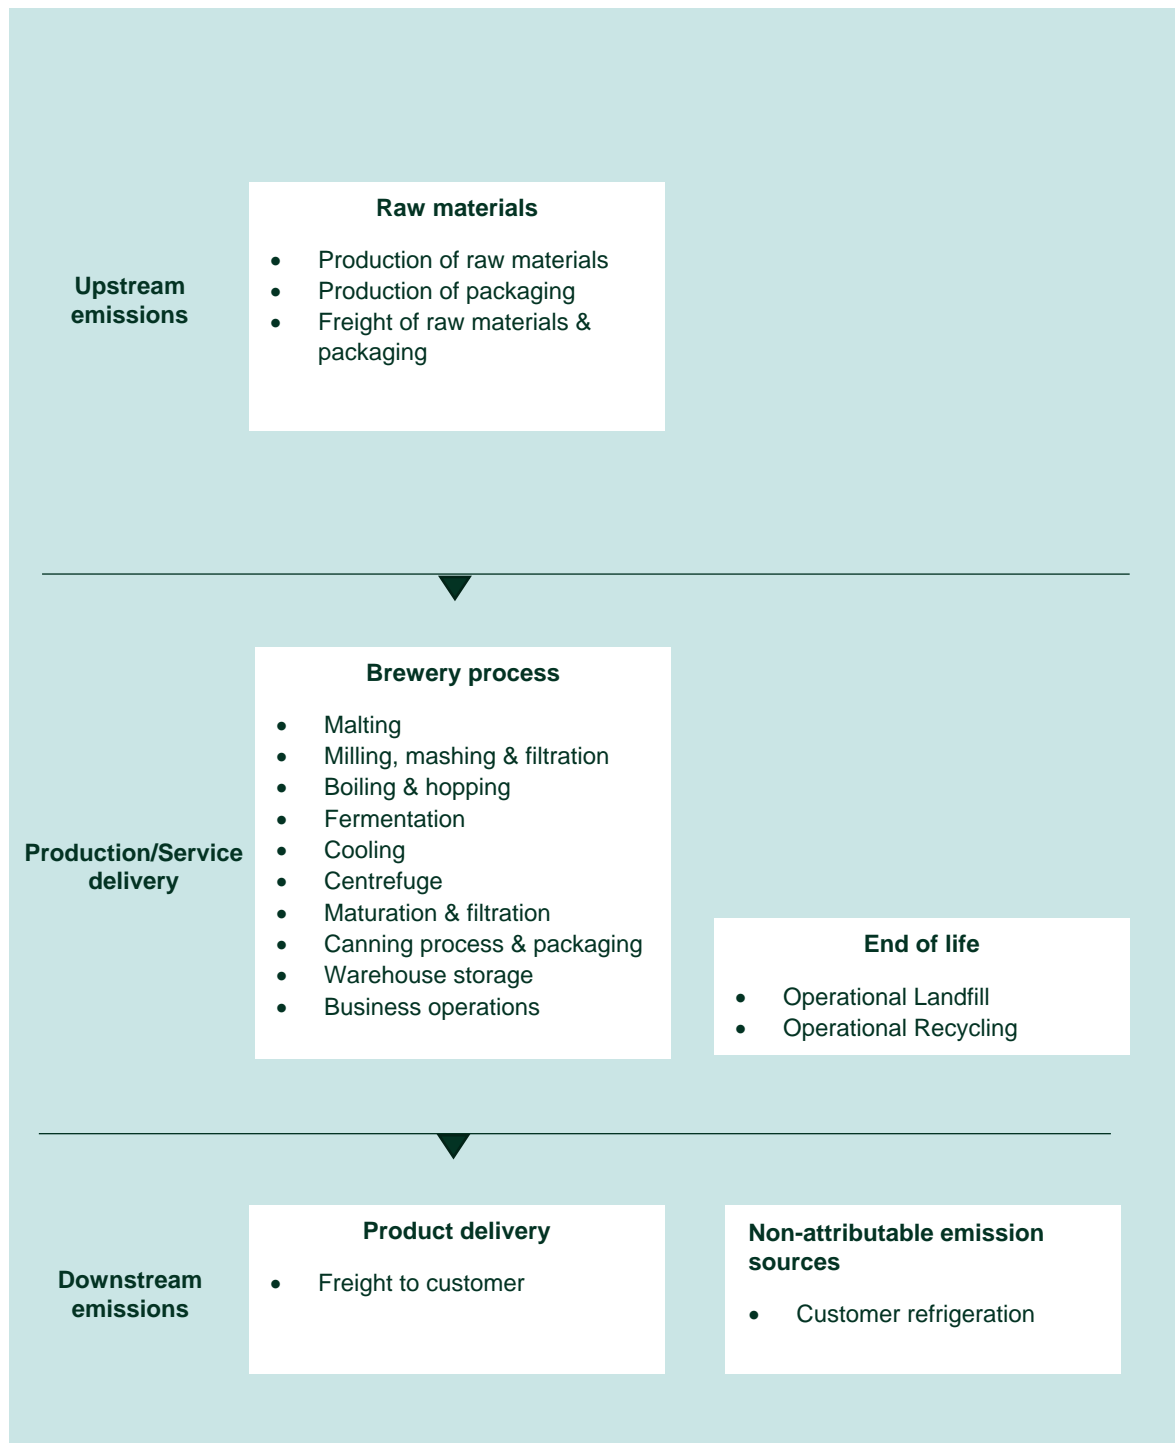 Raw materials
Production of raw materials
Production of packaging
Freight of raw materials &
packaging
Upstream
emissions
Brewery process
Malting
Milling, mashing & filtration
Boiling & hopping
Fermentation
Cooling
Centrefuge
Maturation & filtration
Canning process & packaging
Warehouse storage
Business operations
Production/Service
delivery
End of life
Operational Landfill
Operational Recycling
Product delivery
Freight to customer
Non-attributable emission
sources
Customer refrigeration
Downstream
emissions